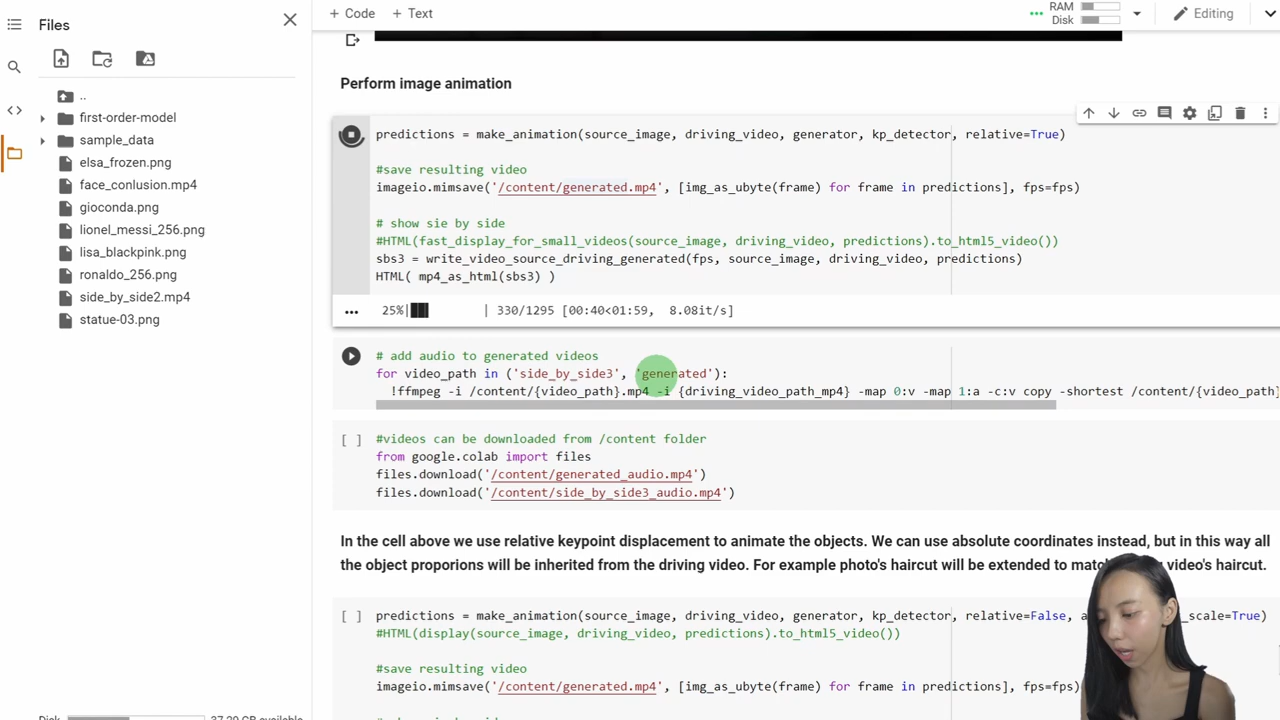 Files
+ Code + Text
RAM
Disk
Editing
..
first-order-model
sample_data
elsa_frozen.png
face_conlusion.mp4
gioconda.png
lionel_messi_256.png
lisa_blackpink.png
ronaldo_256.png
side_by_side2.mp4
statue-03.png
Perform image animation
predictions = make_animation(source_image, driving_video, generator, kp_detector, relative=True)
#save resulting video
imageio.mimsave('/content/generated.mp4', [img_as_ubyte(frame) for frame in predictions], fps=fps)
# show sie by side
#HTML(fast_display_for_small_videos(source_image, driving_video, predictions).to_html5_video())
sbs3 = write_video_source_driving_generated(fps, source_image, driving_video, predictions)
HTML( mp4_as_html(sbs3) )
25%| | 330/1295 [00:40<01:59, 8.08it/s]
# add audio to generated videos
for video_path in ('side_by_side3', 'generated'):
!ffmpeg -i /content/{video_path}.mp4 -i {driving_video_path_mp4} -map 0:v -map 1:a -c:v copy -shortest /content/{video_path}
[ ] #videos can be downloaded from /content folder
from google.colab import files
files.download('/content/generated_audio.mp4')
files.download('/content/side_by_side3_audio.mp4')
In the cell above we use relative keypoint displacement to animate the objects. We can use absolute coordinates instead, but in this way all
the object proporions will be inherited from the driving video. For example photo's haircut will be extended to video's haircut.
[ ] predictions = make_animation(source_image, driving_video, generator, kp_detector, relative=False, scale=True)
#HTML(display(source_image, driving_video, predictions).to_html5_video())
#save resulting video
imageio.mimsave('/content/generated.mp4', [img_as_ubyte(frame) for frame in predictions], fps=fps)